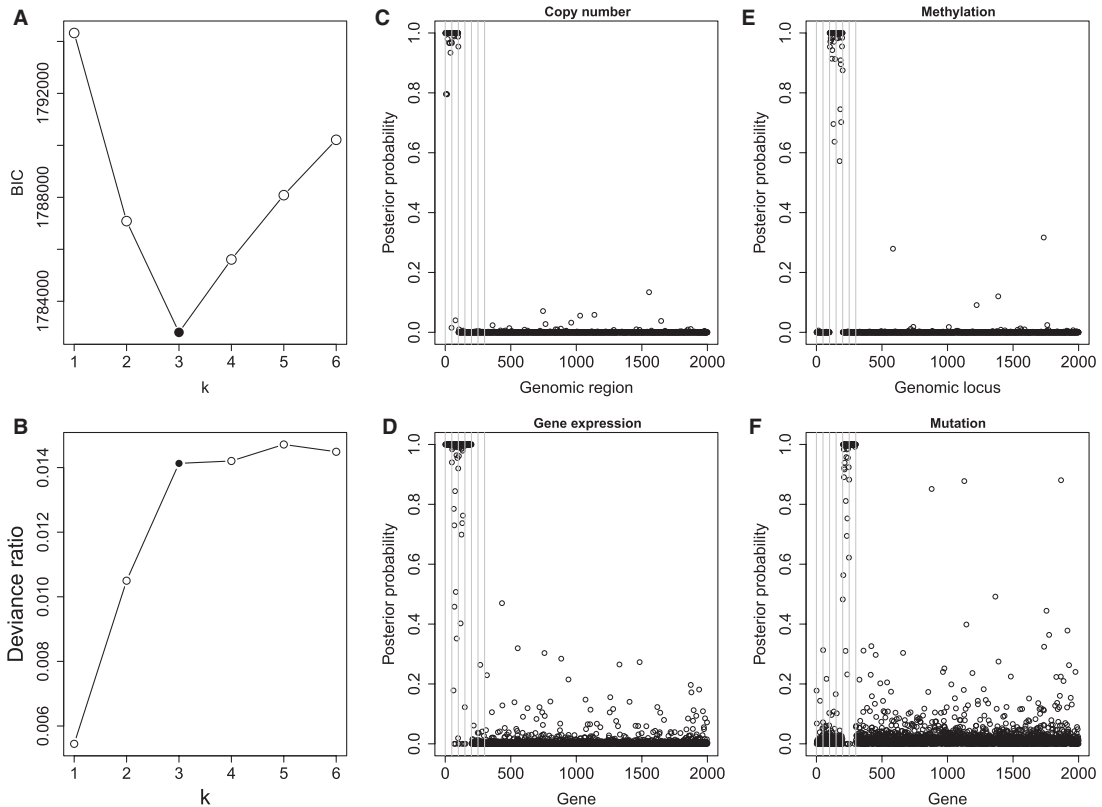 A
BIC
1792000
1788000
1784000
1 2 3 4 5 6
k
B
Deviance ratio
0.014
0.012
0.010
0.008
0.006
1 2 3 4 5 6
k
C
Copy number
Posterior probability
1.0
0.8
0.6
0.4
0.2
0.0
0 500 1000 1500 2000
Genomic region
D
Gene expression
Posterior probability
1.0
0.8
0.6
0.4
0.2
0.0
0 500 1000 1500 2000
Gene
E
Methylation
Posterior probability
1.0
0.8
0.6
0.4
0.2
0.0
0 500 1000 1500 2000
Genomic locus
F
Mutation
Posterior probability
1.0
0.8
0.6
0.4
0.2
0.0
0 500 1000 1500 2000
Gene